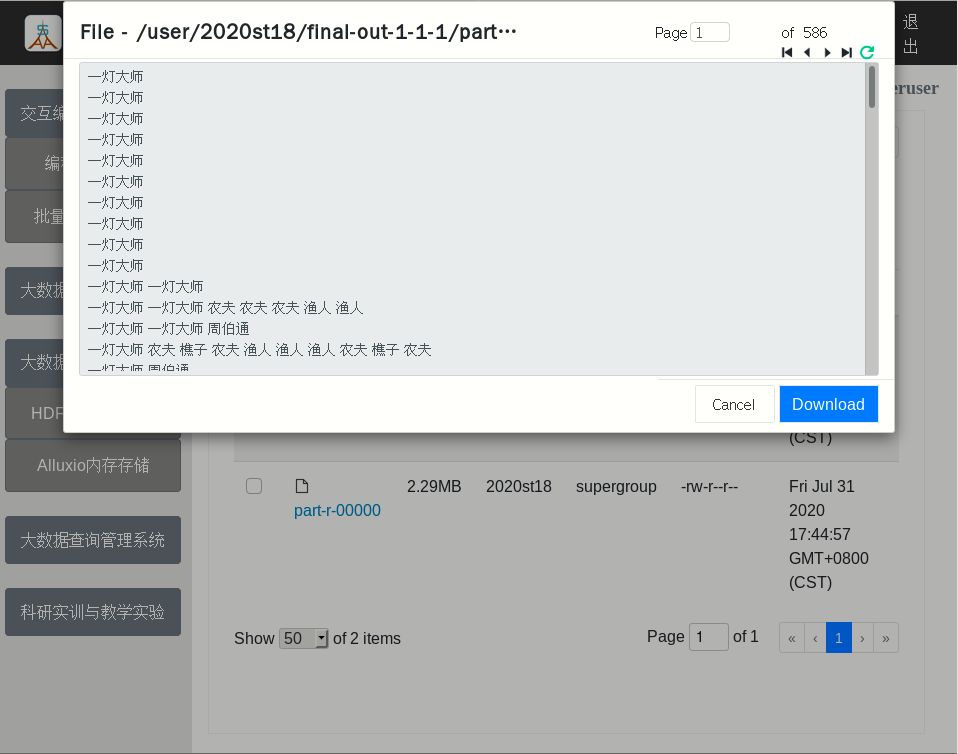 File - /user/2020st18/final-out-1-1-1/part···
Page 1 of 586
退出
eruser
一灯大师
一灯大师
一灯大师
一灯大师
一灯大师
一灯大师
一灯大师
一灯大师
一灯大师
一灯大师
一灯大师 一灯大师
一灯大师 一灯大师 农夫 农夫 农夫 渔人 渔人
一灯大师 一灯大师 周伯通
一灯大师 农夫 樵子 农夫 渔人 渔人 渔人 农夫 樵子 农夫
一灯大师 周伯通
Cancel Download
交互编
编
批量
大数据
大数据
HDF
Alluxio内存存储
大数据查询管理系统
科研实训与教学实验
(CST)
part-r-00000 2.29MB 2020st18 supergroup -rw-r--r-- Fri Jul 31
2020
17:44:57
GMT+0800
(CST)
Show 50 of 2 items Page 1 of 1 « ‹ 1 › »